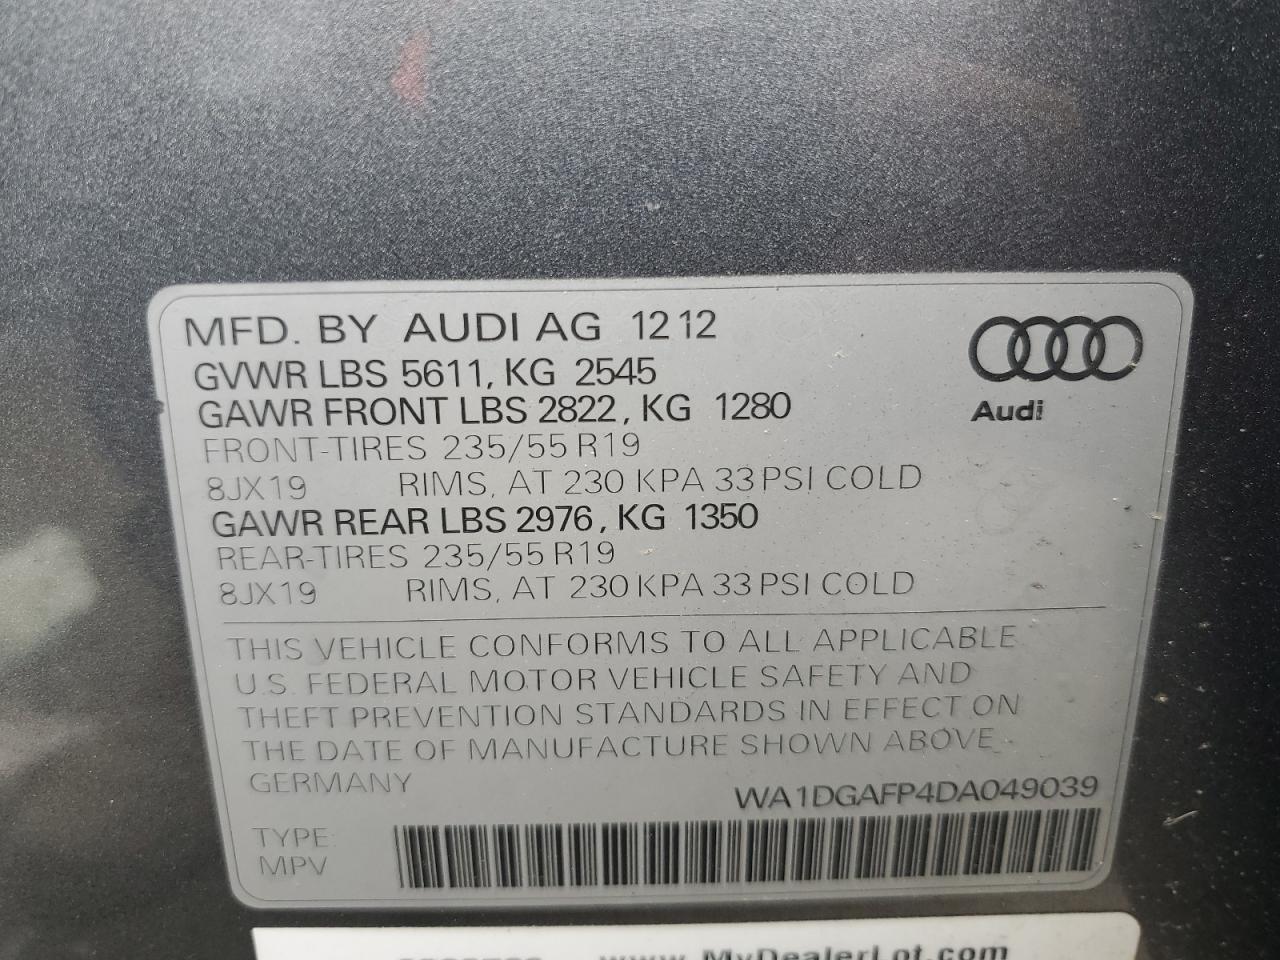 MFD. BY AUDI AG 12 12
GVWR LBS 5611, KG 2545
GAWR FRONT LBS 2822, KG 1280
Audi
FRONT-TIRES 235/55 R19
8JX19 RIMS, AT 230 KPA 33 PSI COLD
GAWR REAR LBS 2976, KG 1350
REAR-TIRES 235/55 R19
8JX19 RIMS, AT 230 KPA 33 PSI COLD
THIS VEHICLE CONFORMS TO ALL APPLICABLE
U.S. FEDERAL MOTOR VEHICLE SAFETY AND
THEFT PREVENTION STANDARDS IN EFFECT ON
THE DATE OF MANUFACTURE SHOWN ABOVE.
GERMANY
WA1DGAFP4DA049039
TYPE:
MPV
www.MyDealerLot.com